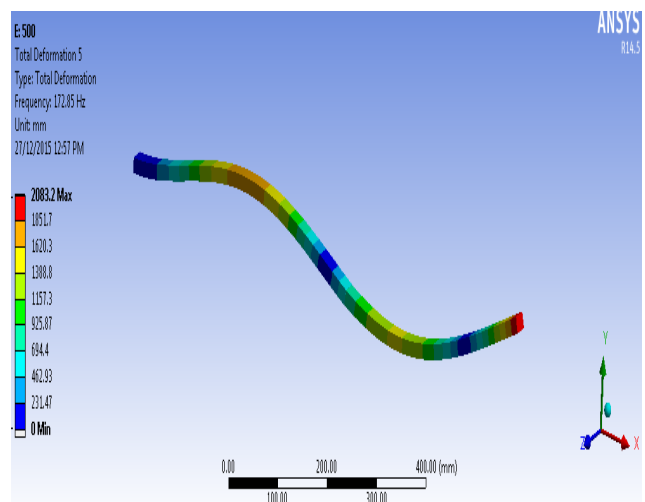 E: 500
Total Deformation 5
Type: Total Deformation
Frequency: 172.85 Hz
Unit: mm
27/12/2015 12:57 PM
ANSYS
R14.5
2083.2 Max
1851.7
1620.3
1388.8
1157.3
925.87
694.4
462.93
231.47
0 Min
0.00 200.00 400.00 (mm)
100.00 300.00
Y
Z X